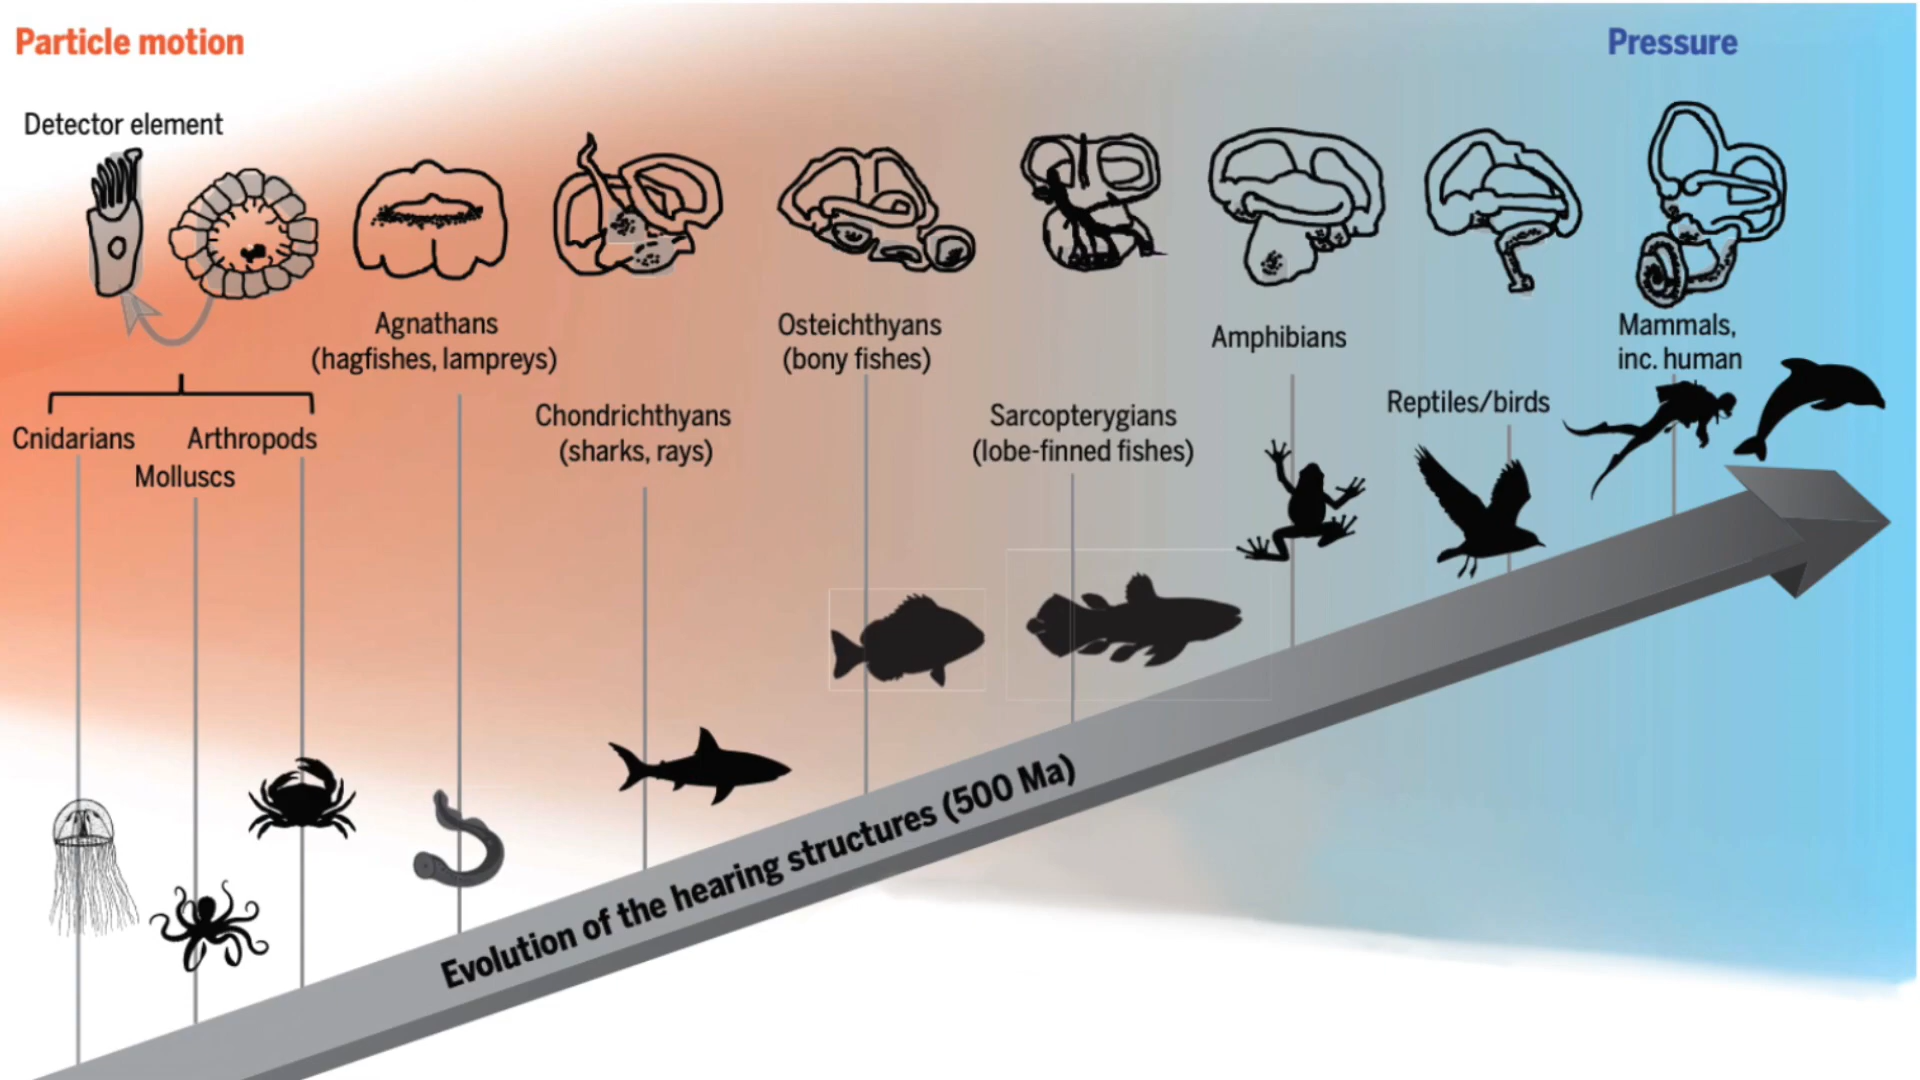 Particle motion
Pressure
Detector element
Agnathans
(hagfishes, lampreys)
Osteichthyans
(bony fishes)
Amphibians
Mammals,
inc. human
Chondrichthyans
(sharks, rays)
Sarcopterygians
(lobe-finned fishes)
Reptiles/birds
Cnidarians
Arthropods
Molluscs
Evolution of the hearing structures (500 Ma)